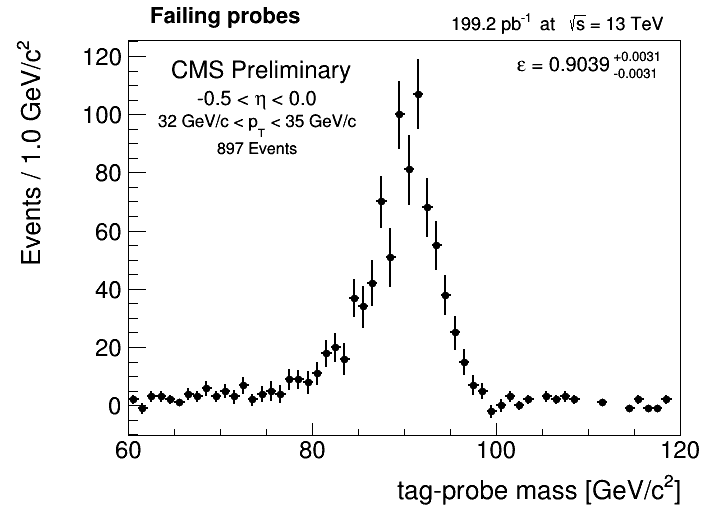 Failing probes
199.2 pb⁻¹ at √s = 13 TeV
CMS Preliminary
-0.5 < η < 0.0
32 GeV/c < p_T < 35 GeV/c
897 Events
ε = 0.9039 +0.0031 -0.0031
Events / 1.0 GeV/c²
120
100
80
60
40
20
0
60 80 100 120
tag-probe mass [GeV/c²]